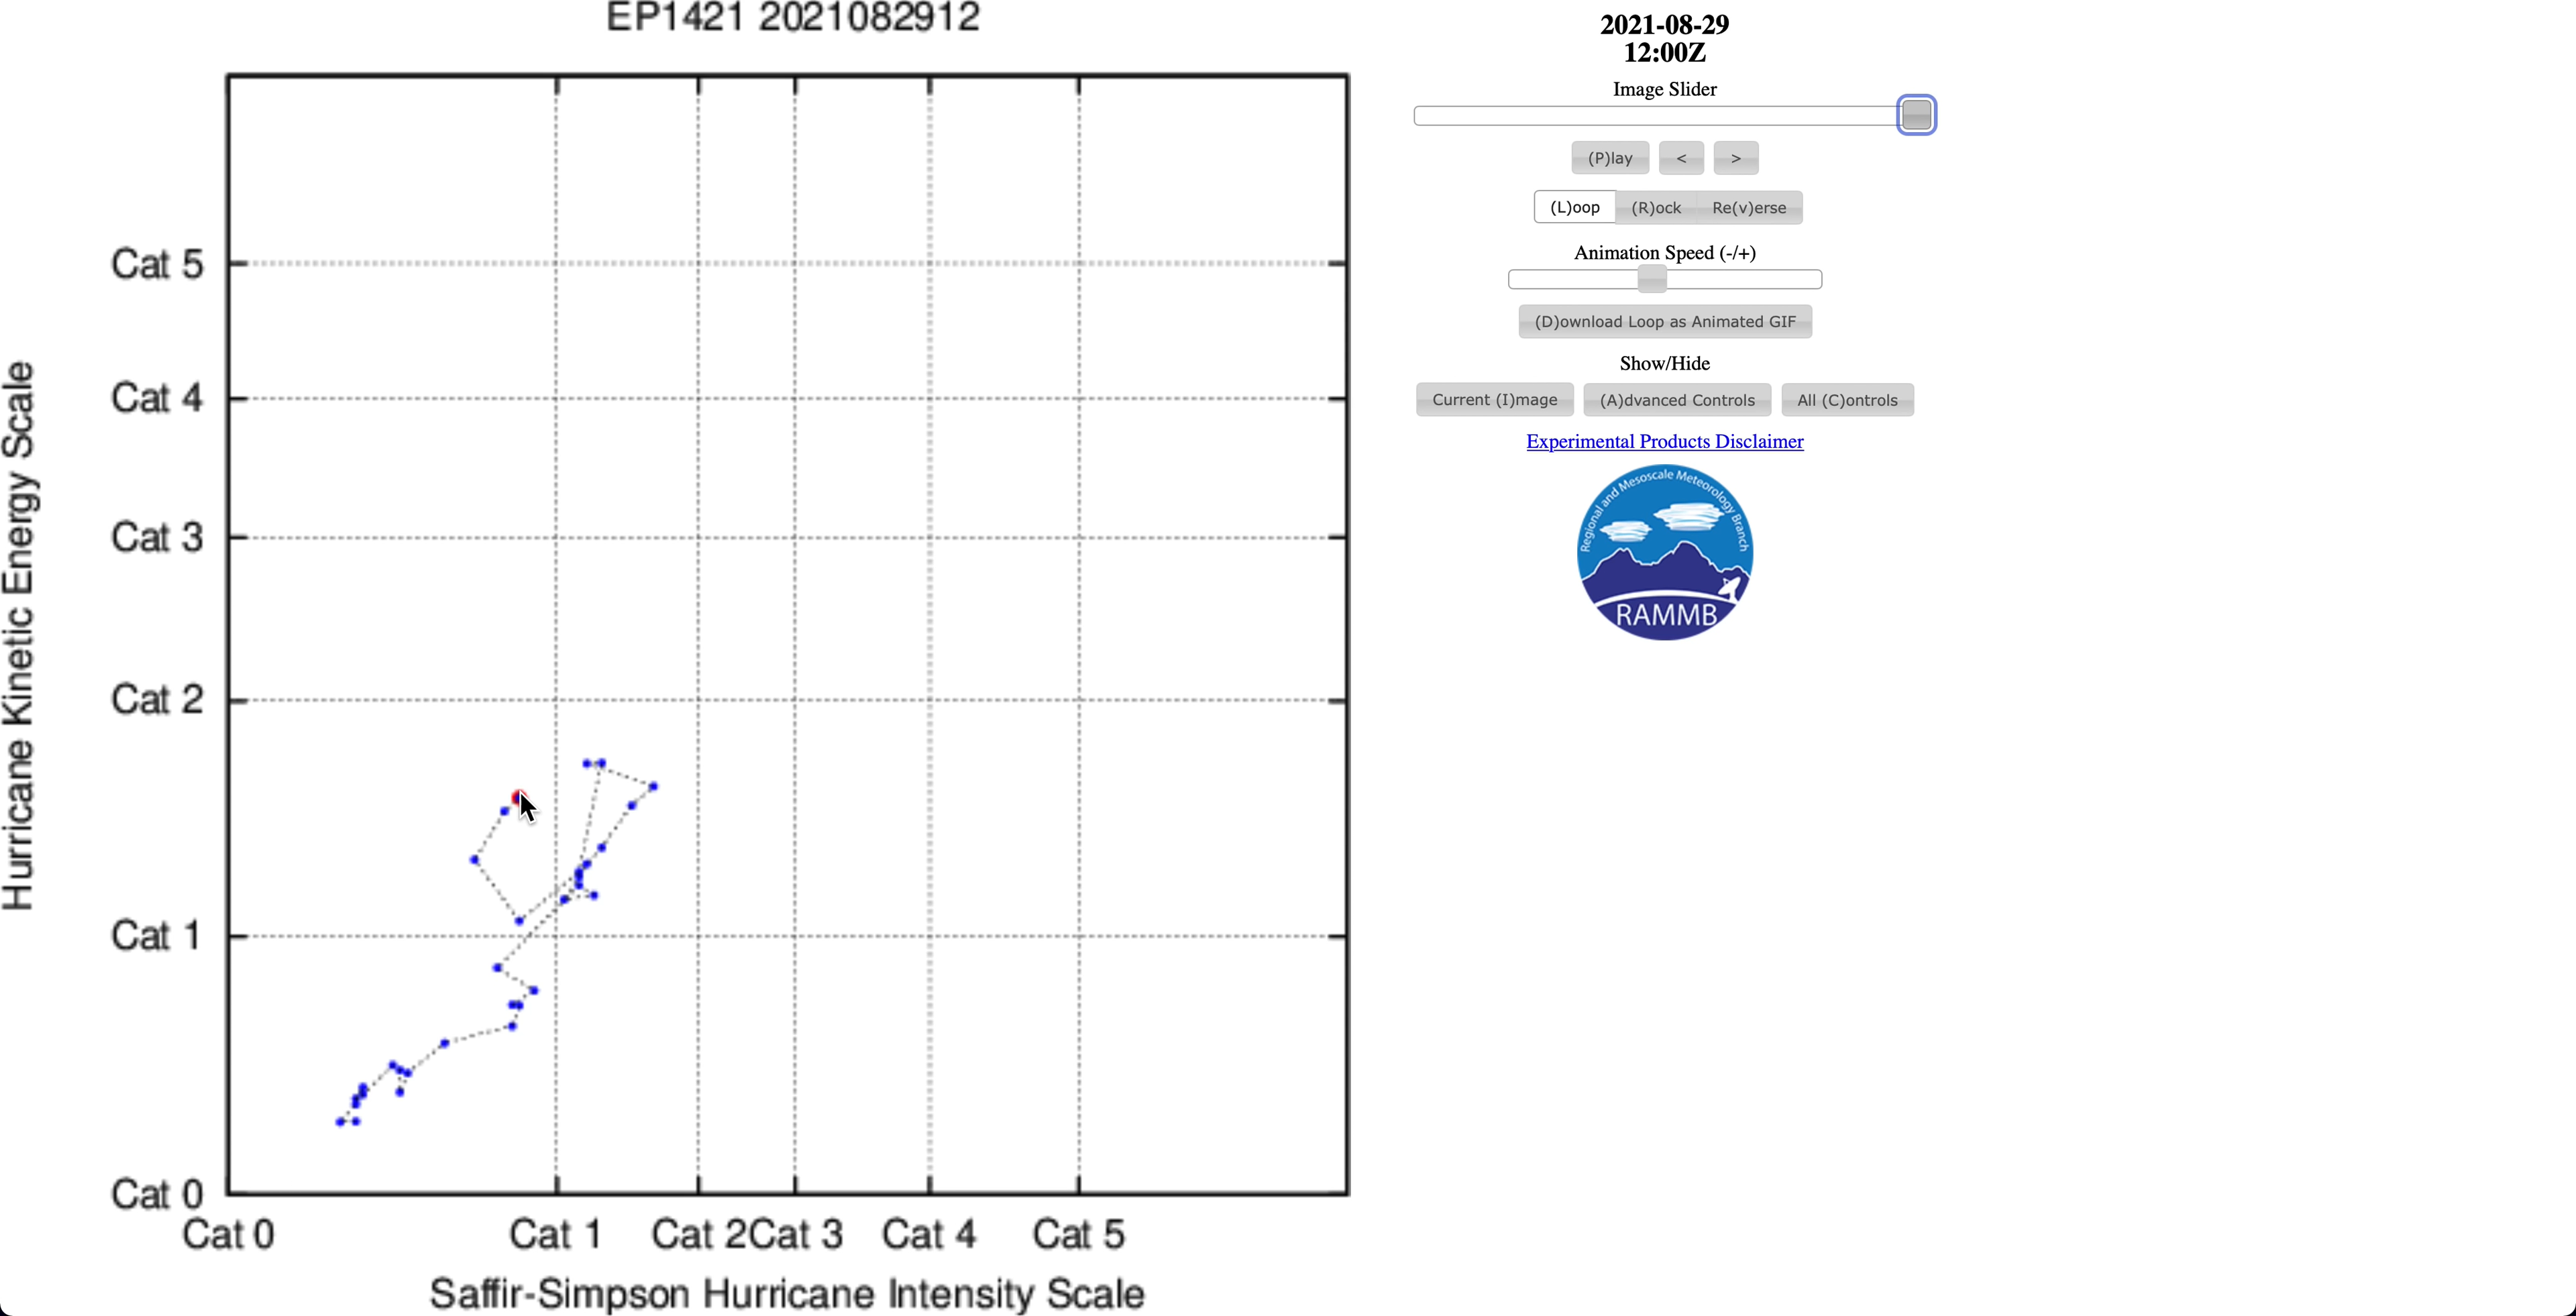 EP1421 2021082912
Hurricane Kinetic Energy Scale
Cat 5
Cat 4
Cat 3
Cat 2
Cat 1
Cat 0
Cat 0 Cat 1 Cat 2 Cat 3 Cat 4 Cat 5
Saffir-Simpson Hurricane Intensity Scale
2021-08-29
12:00Z
Image Slider
(P)lay < >
(L)oop (R)ock Re(v)erse
Animation Speed (-/+)
(D)ownload Loop as Animated GIF
Show/Hide
Current (I)mage (A)dvanced Controls All (C)ontrols
Experimental Products Disclaimer
Regional and Mesoscale Meteorology Branch
RAMMB